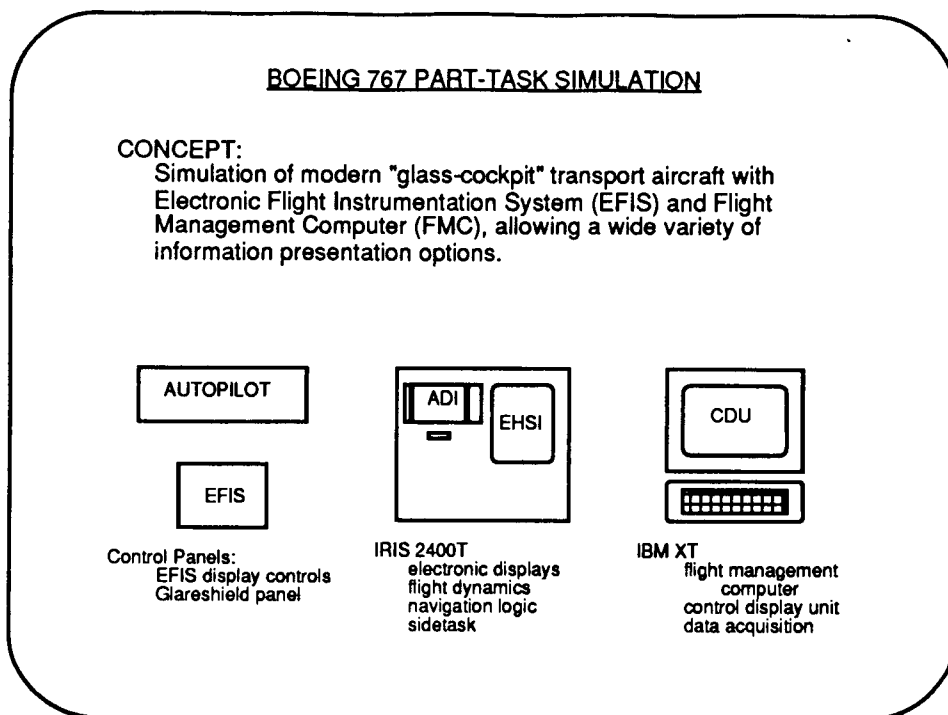 BOEING 767 PART-TASK SIMULATION
CONCEPT:
Simulation of modern "glass-cockpit" transport aircraft with
Electronic Flight Instrumentation System (EFIS) and Flight
Management Computer (FMC), allowing a wide variety of
information presentation options.
AUTOPILOT
EFIS
Control Panels:
EFIS display controls
Glareshield panel
ADI
EHSI
IRIS 2400T
electronic displays
flight dynamics
navigation logic
sidetask
CDU
IBM XT
flight management
computer
control display unit
data acquisition